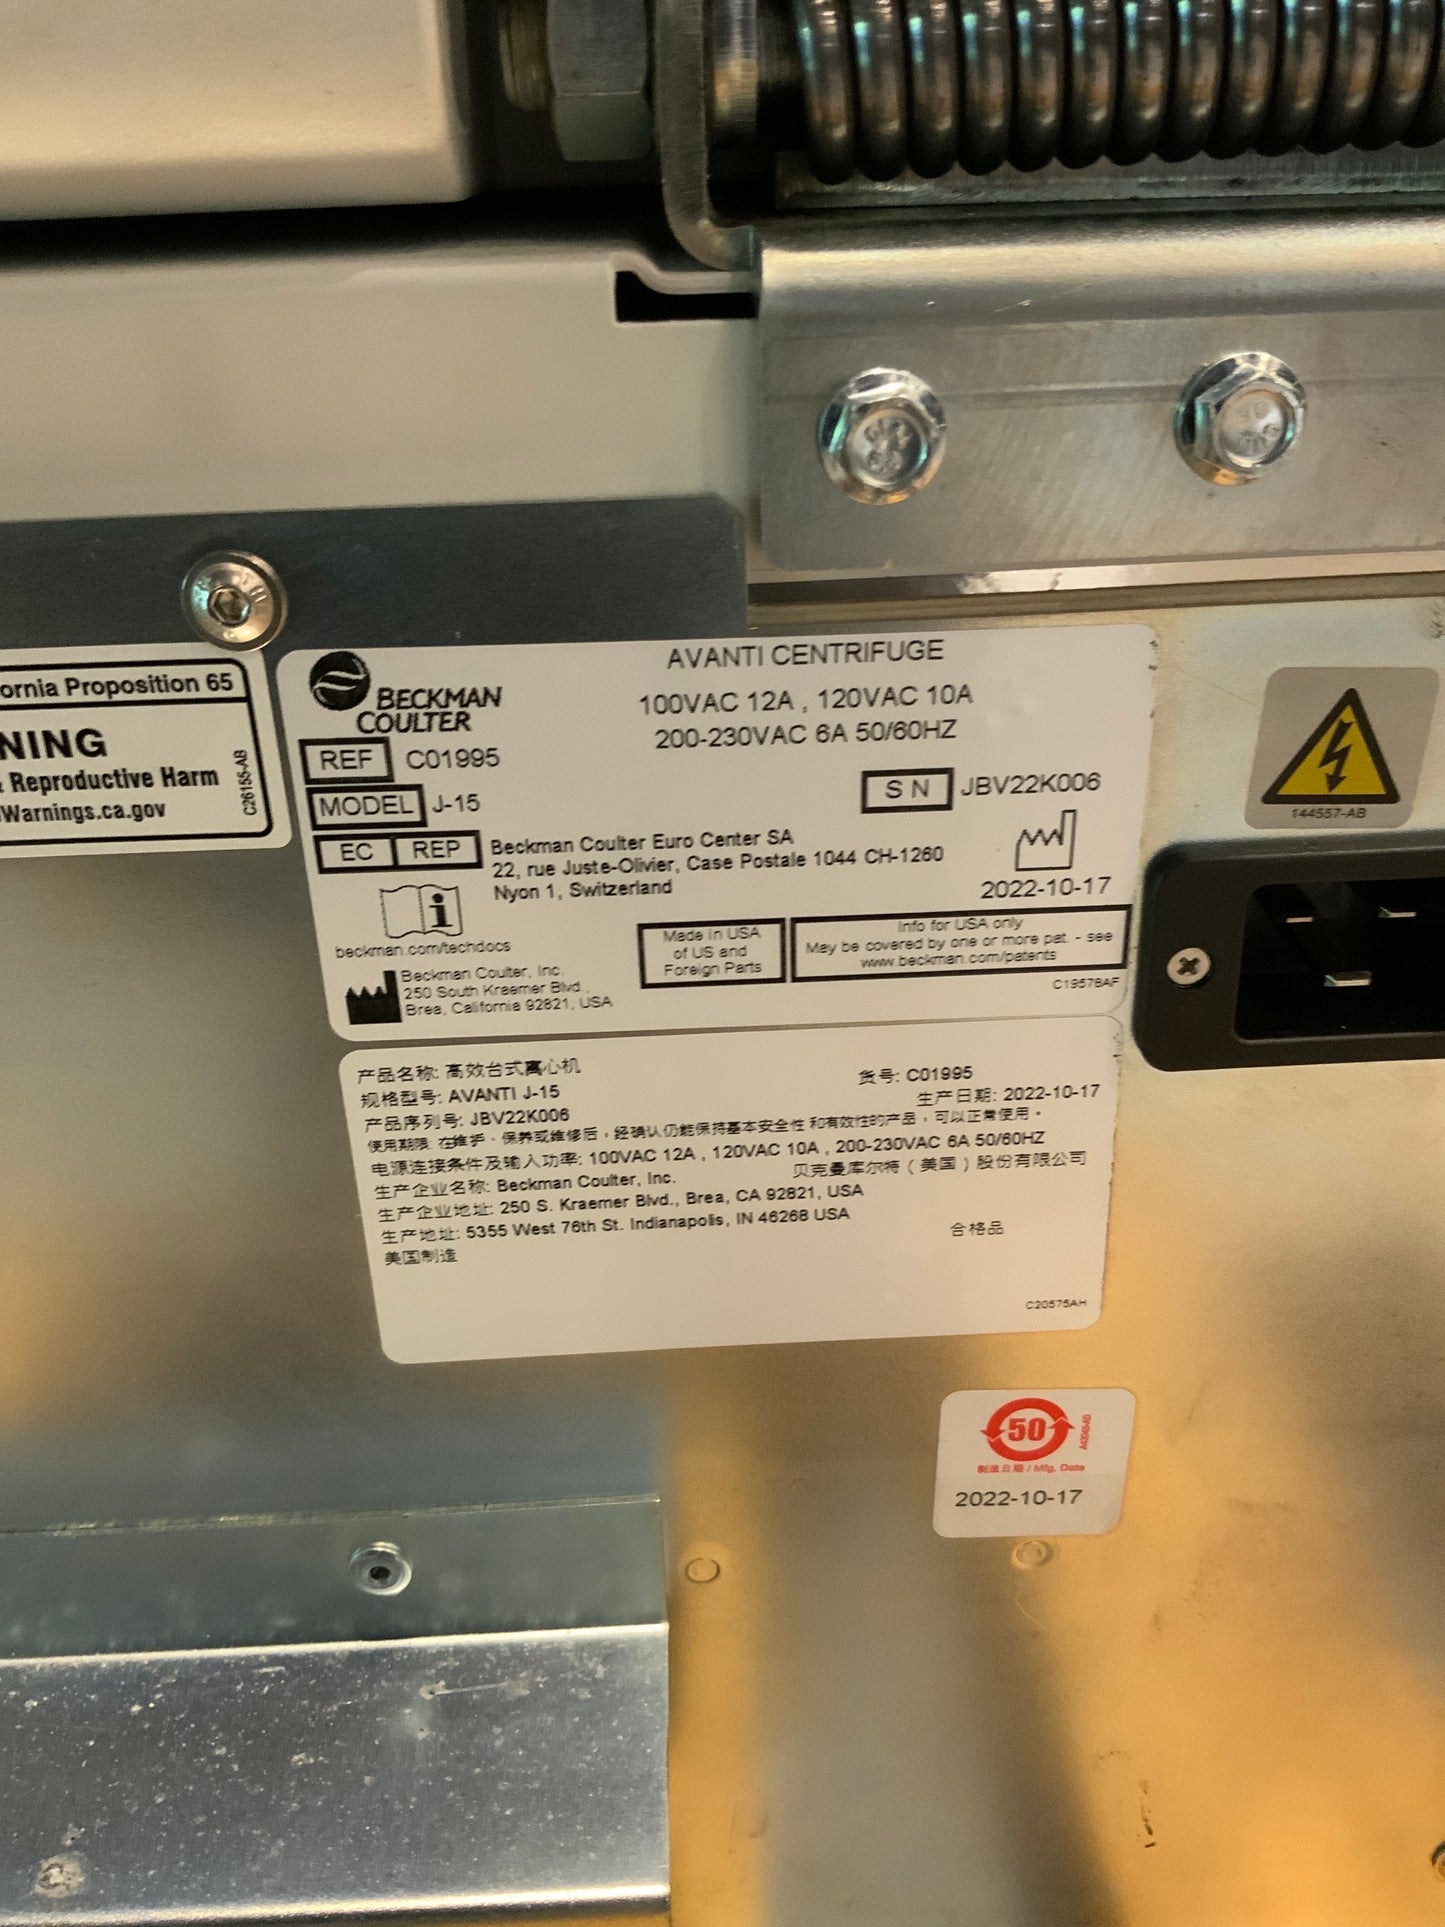 ornia Proposition 65
NING
Reproductive Harm
Warnings.ca.gov
C26155-AB
BECKMAN
COULTER
AVANTI CENTRIFUGE
100VAC 12A , 120VAC 10A
200-230VAC 6A 50/60HZ
REF C01995
MODEL J-15
S N JBV22K006
EC REP
Beckman Coulter Euro Center SA
22, rue Juste-Olivier, Case Postale 1044 CH-1260
Nyon 1, Switzerland
2022-10-17
beckman.com/techdocs
Beckman Coulter, Inc.
250 South Kraemer Blvd.,
Brea, California 92821, USA
Made in USA
of US and
Foreign Parts
Info for USA only
May be covered by one or more pat. - see
www.beckman.com/patents
C19578AF
144557-AB
产品名称: 高效台式离心机
货号: C01995
规格型号: AVANTI J-15
生产日期: 2022-10-17
产品序列号: JBV22K006
使用期限: 在维护、保养或维修后，经确认仍能保持基本安全性和有效性的产品，可以正常使用。
电源连接条件及输入功率: 100VAC 12A , 120VAC 10A , 200-230VAC 6A 50/60HZ
生产企业名称: Beckman Coulter, Inc. 贝克曼库尔特（美国）股份有限公司
生产企业地址: 250 S. Kraemer Blvd., Brea, CA 92821, USA
生产地址: 5355 West 76th St. Indianapolis, IN 46268 USA
美国制造
合格品
C20575AH
50
制造日期 / Mfg. Date
2022-10-17